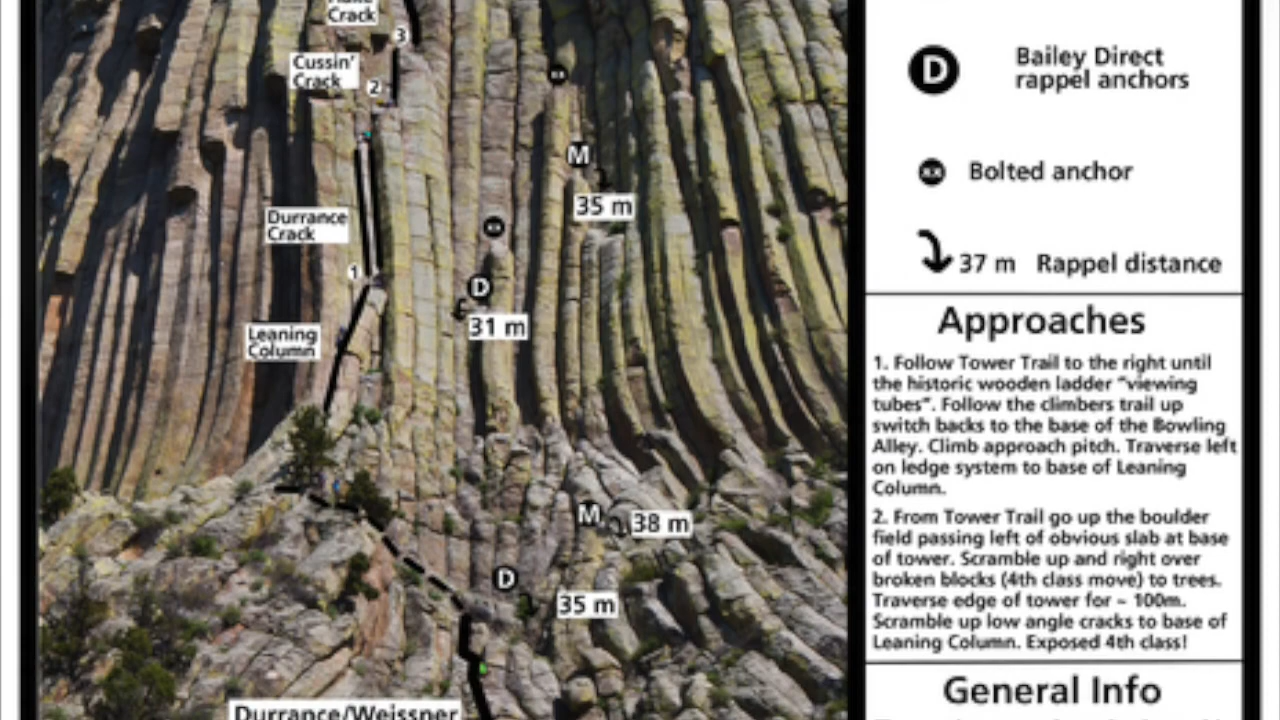 Crack
3
Cussin'
Crack
2
xx
M
35 m
Durrance
Crack
xx
1
D
31 m
Leaning
Column
M
38 m
D
35 m
Durrance/Weissner
D
Bailey Direct
rappel anchors
xx
Bolted anchor
37 m Rappel distance
Approaches
1. Follow Tower Trail to the right until
the historic wooden ladder “viewing
tubes”. Follow the climbers trail up
switch backs to the base of the Bowling
Alley. Climb approach pitch. Traverse left
on ledge system to base of Leaning
Column.
2. From Tower Trail go up the boulder
field passing left of obvious slab at base
of tower. Scramble up and right over
broken blocks (4th class move) to trees.
Traverse edge of tower for ~ 100m.
Scramble up low angle cracks to base of
Leaning Column. Exposed 4th class!
General Info